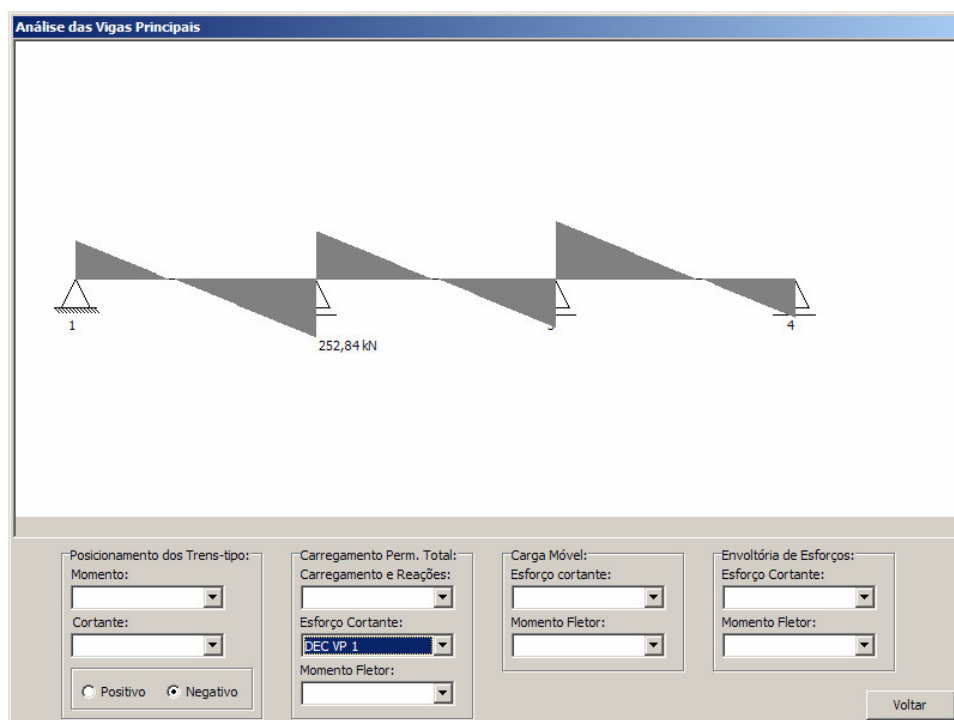 Análise das Vigas Principais
1
4
252,84 kN
Posicionamento dos Trens-tipo:
Momento:
Cortante:
Positivo
Negativo
Carregamento Perm. Total:
Carregamento e Reações:
Esforço Cortante:
DEC VP 1
Momento Fletor:
Carga Móvel:
Esforço cortante:
Momento Fletor:
Envoltória de Esforços:
Esforço Cortante:
Momento Fletor:
Voltar